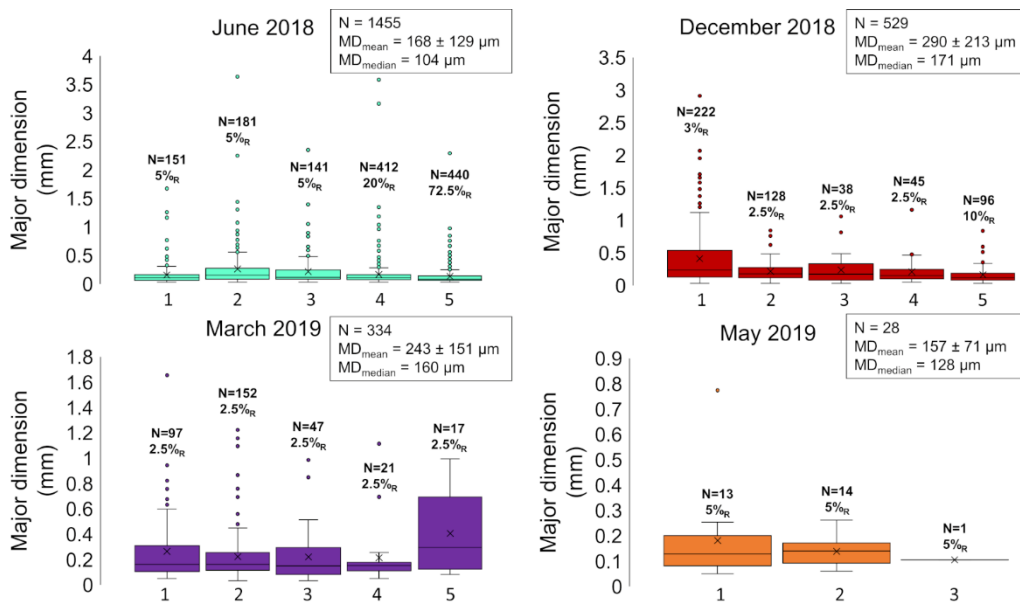 June 2018
N = 1455
MDmean = 168 ± 129 µm
MDmedian = 104 µm
Major dimension
(mm)
4
3.5
3
2.5
2
1.5
1
0.5
0
N=151
5%R
N=181
5%R
N=141
5%R
N=412
20%R
N=440
72.5%R
1 2 3 4 5
December 2018
N = 529
MDmean = 290 ± 213 µm
MDmedian = 171 µm
Major dimension
(mm)
3.5
3
2.5
2
1.5
1
0.5
0
N=222
3%R
N=128
2.5%R
N=38
2.5%R
N=45
2.5%R
N=96
10%R
1 2 3 4 5
March 2019
N = 334
MDmean = 243 ± 151 µm
MDmedian = 160 µm
Major dimension
(mm)
1.8
1.6
1.4
1.2
1
0.8
0.6
0.4
0.2
0
N=97
2.5%R
N=152
2.5%R
N=47
2.5%R
N=21
2.5%R
N=17
2.5%R
1 2 3 4 5
May 2019
N = 28
MDmean = 157 ± 71 µm
MDmedian = 128 µm
Major dimension
(mm)
0.9
0.8
0.7
0.6
0.5
0.4
0.3
0.2
0.1
0
N=13
5%R
N=14
5%R
N=1
5%R
1 2 3